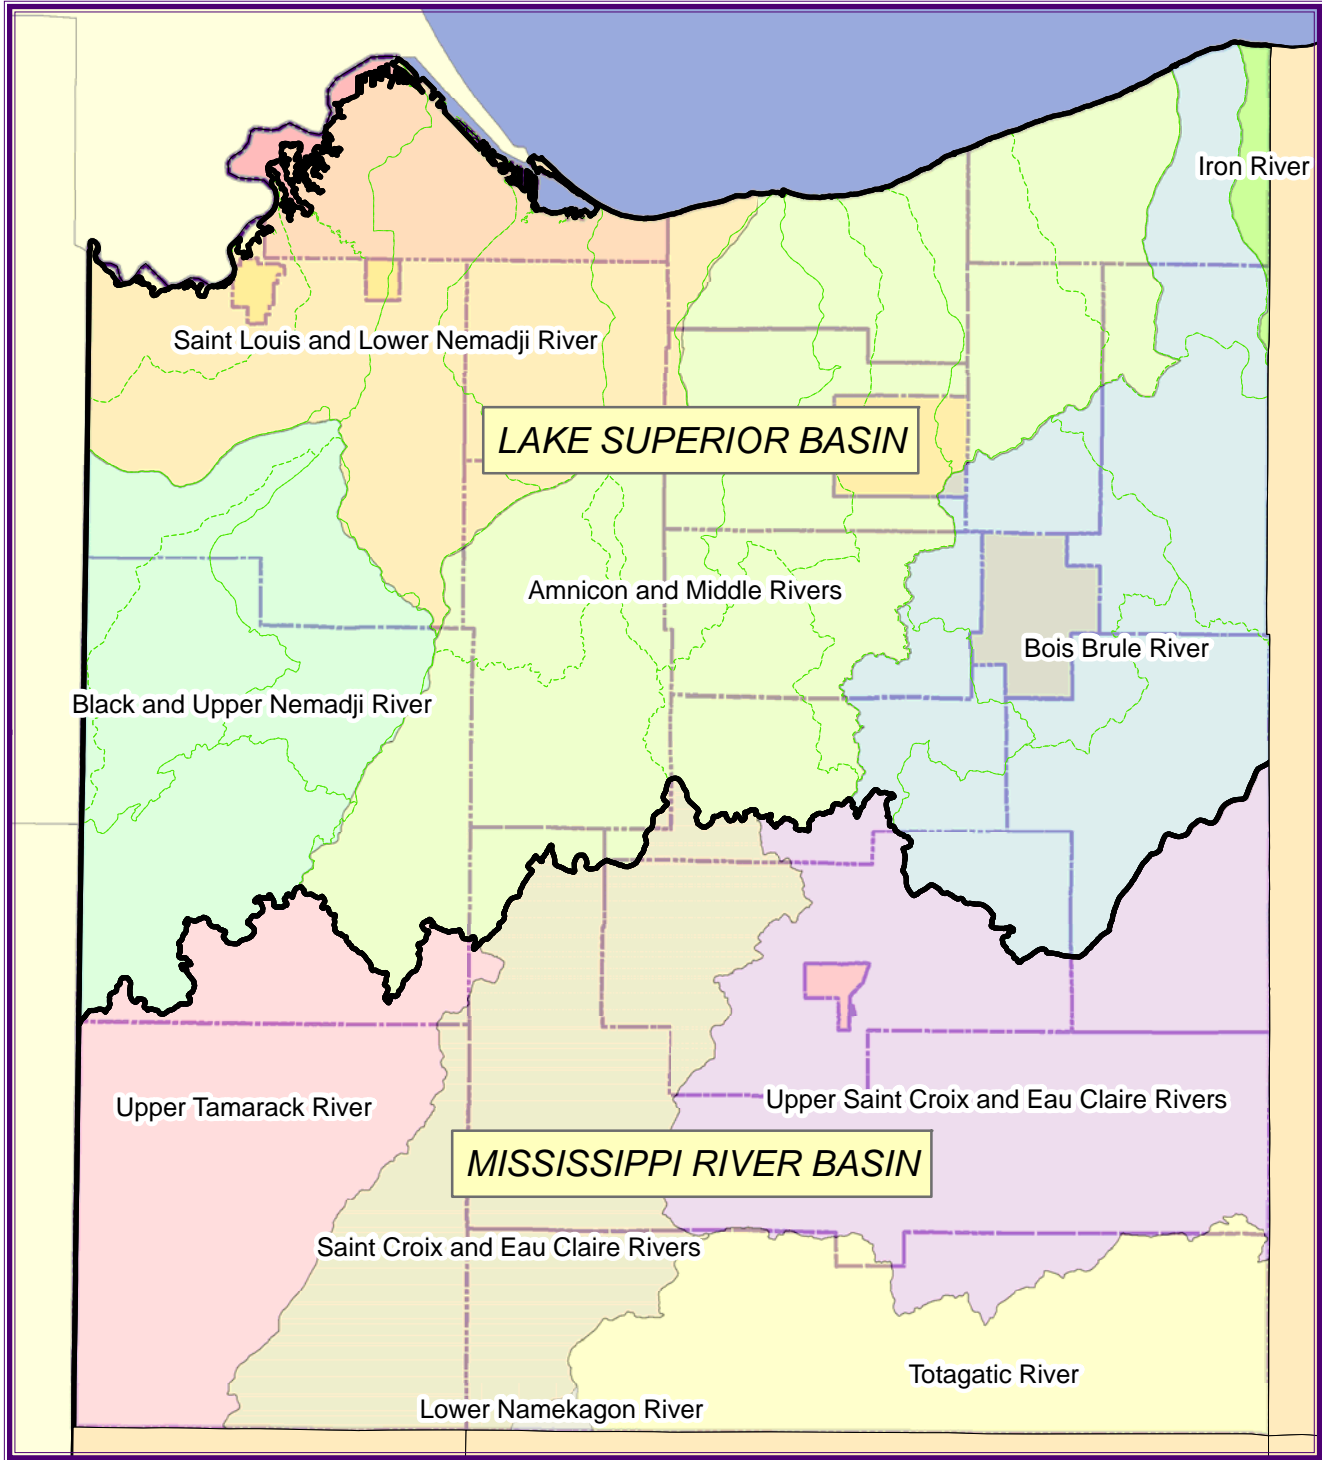 Iron River
Saint Louis and Lower Nemadji River
LAKE SUPERIOR BASIN
Amnicon and Middle Rivers
Bois Brule River
Black and Upper Nemadji River
Upper Saint Croix and Eau Claire Rivers
Upper Tamarack River
MISSISSIPPI RIVER BASIN
Saint Croix and Eau Claire Rivers
Totagatic River
Lower Namekagon River